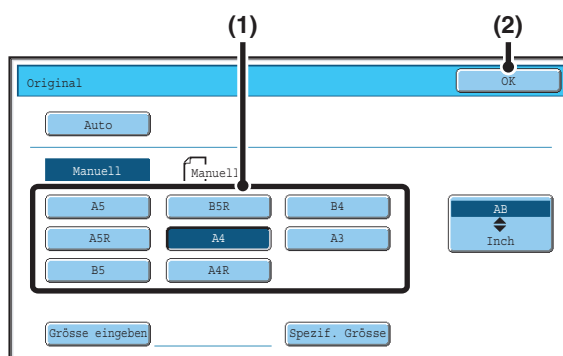 (1) (2)
Original OK
Auto
Manuell Manuell
A5 B5R B4 AB
A5R A4 A3 Inch
B5 A4R
Grösse eingeben Spezif. Grösse